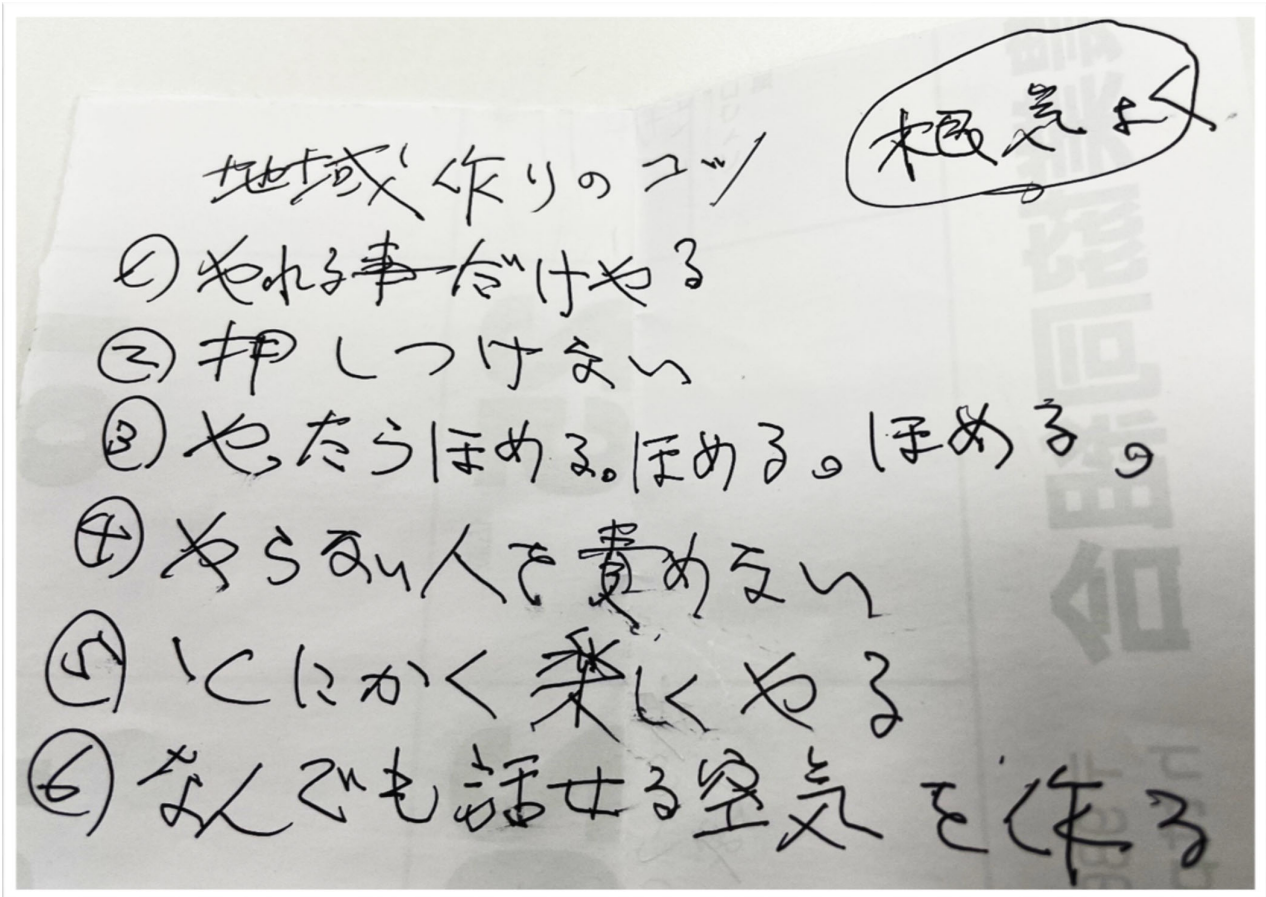 根気よく
地域作りのコツ
① やれる事だけやる
② 押しつけない
③ やったらほめる。ほめる。ほめる。
④ やらない人を責めない
⑤ とにかく楽しくやる
⑥ なんでも話せる空気を作る